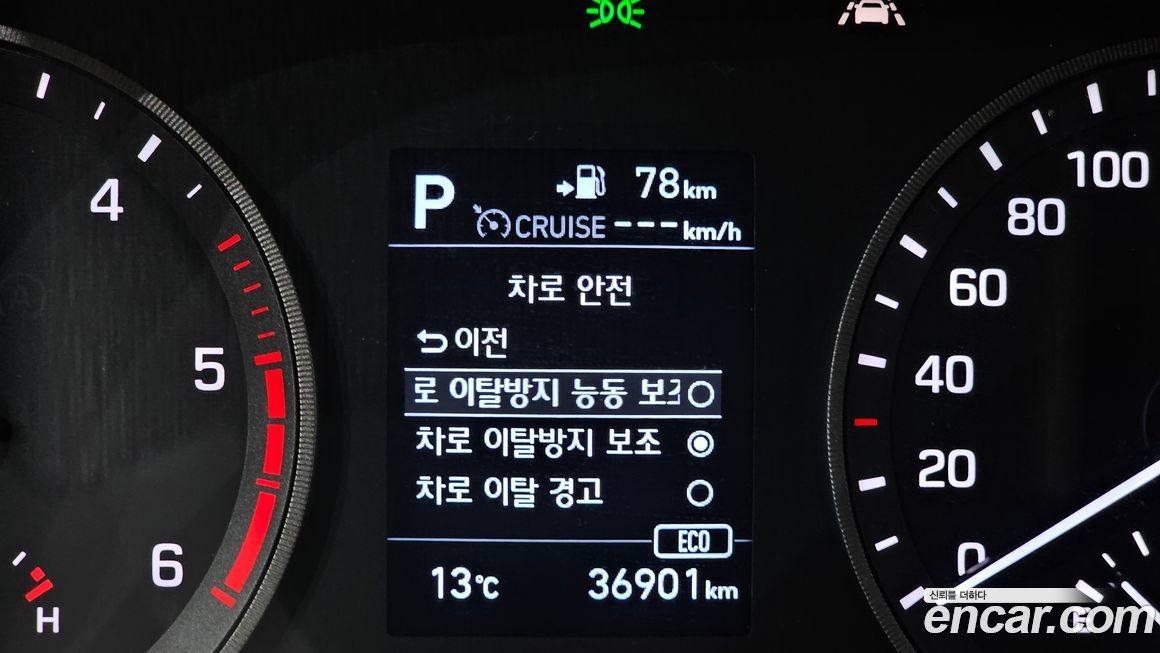 P
78km
CRUISE ---km/h
차로 안전
이전
로 이탈방지 능동 보조
차로 이탈방지 보조
차로 이탈 경고
ECO
13℃
36901km
4
5
6
H
100
80
60
40
20
0
신뢰를 더하다
encar.com